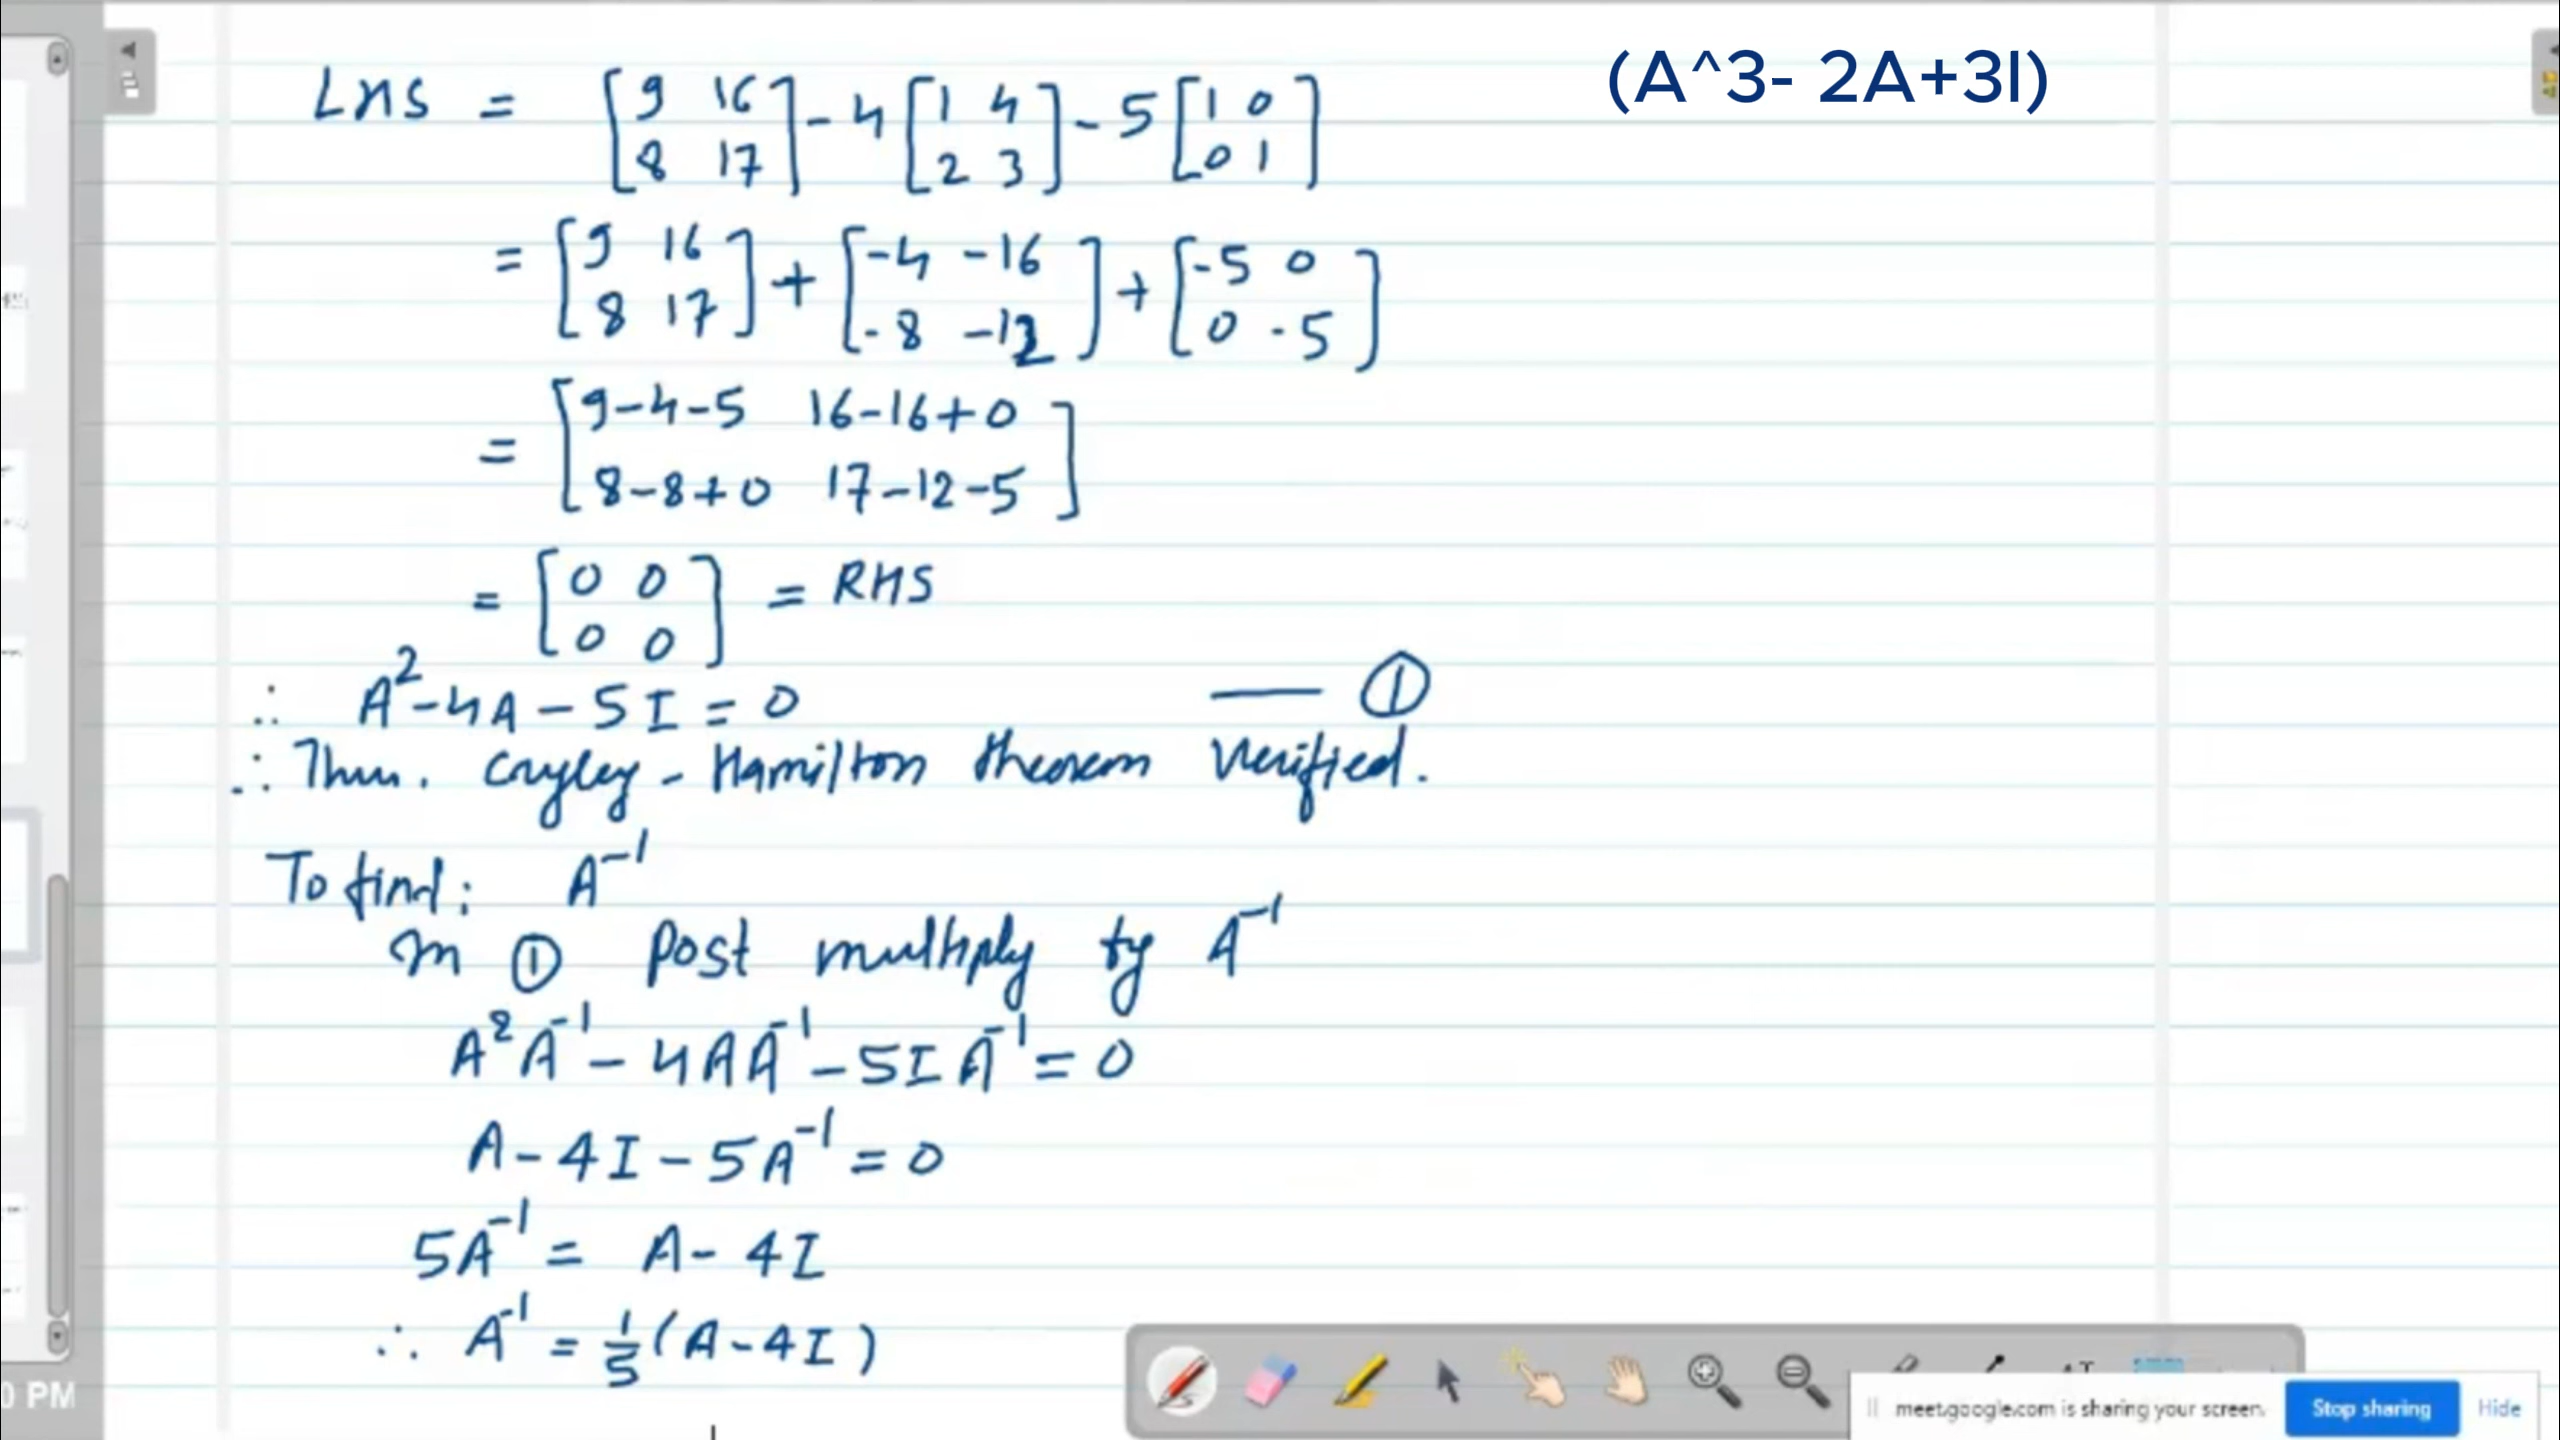 (A^3- 2A+3I)
LHS = [9 16 8 17] - 4 [1 4 2 3] - 5 [1 0 0 1]
= [9 16 8 17] + [-4 -16 -8 -12] + [-5 0 0 -5]
= [9-4-5 16-16+0 8-8+0 17-12-5]
= [0 0 0 0] = RHS
∴ A² - 4A - 5I = 0 — ①
∴ Thus. Cayley - Hamilton theorem verified.
To find: A⁻¹
In ① Post multiply by A⁻¹
A²A⁻¹ - 4AA⁻¹ - 5IA⁻¹ = 0
A - 4I - 5A⁻¹ = 0
5A⁻¹ = A - 4I
∴ A⁻¹ = 1/5 (A - 4I)
0 PM
meet.google.com is sharing your screen. Stop sharing Hide